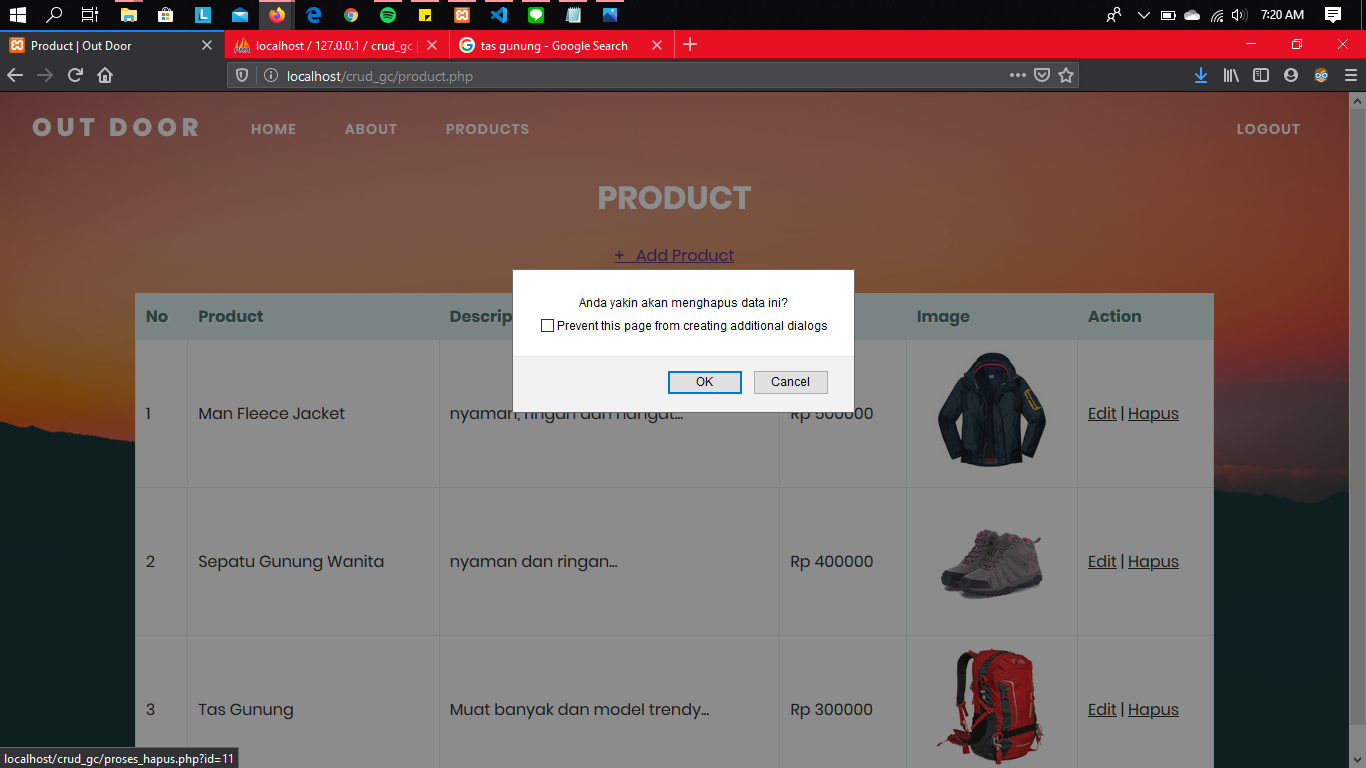 7:20 AM
Product | Out Door
localhost / 127.0.0.1 / crud_gc
tas gunung - Google Search
localhost/crud_gc/product.php
OUT DOOR HOME ABOUT PRODUCTS LOGOUT
PRODUCT
+ Add Product
Anda yakin akan menghapus data ini?
Prevent this page from creating additional dialogs
OK Cancel
No Product Descrip Image Action
1 Man Fleece Jacket nyaman, ringan dan hangat... Rp 500000 Edit | Hapus
2 Sepatu Gunung Wanita nyaman dan ringan... Rp 400000 Edit | Hapus
3 Tas Gunung Muat banyak dan model trendy... Rp 300000 Edit | Hapus
localhost/crud_gc/proses_hapus.php?id=11